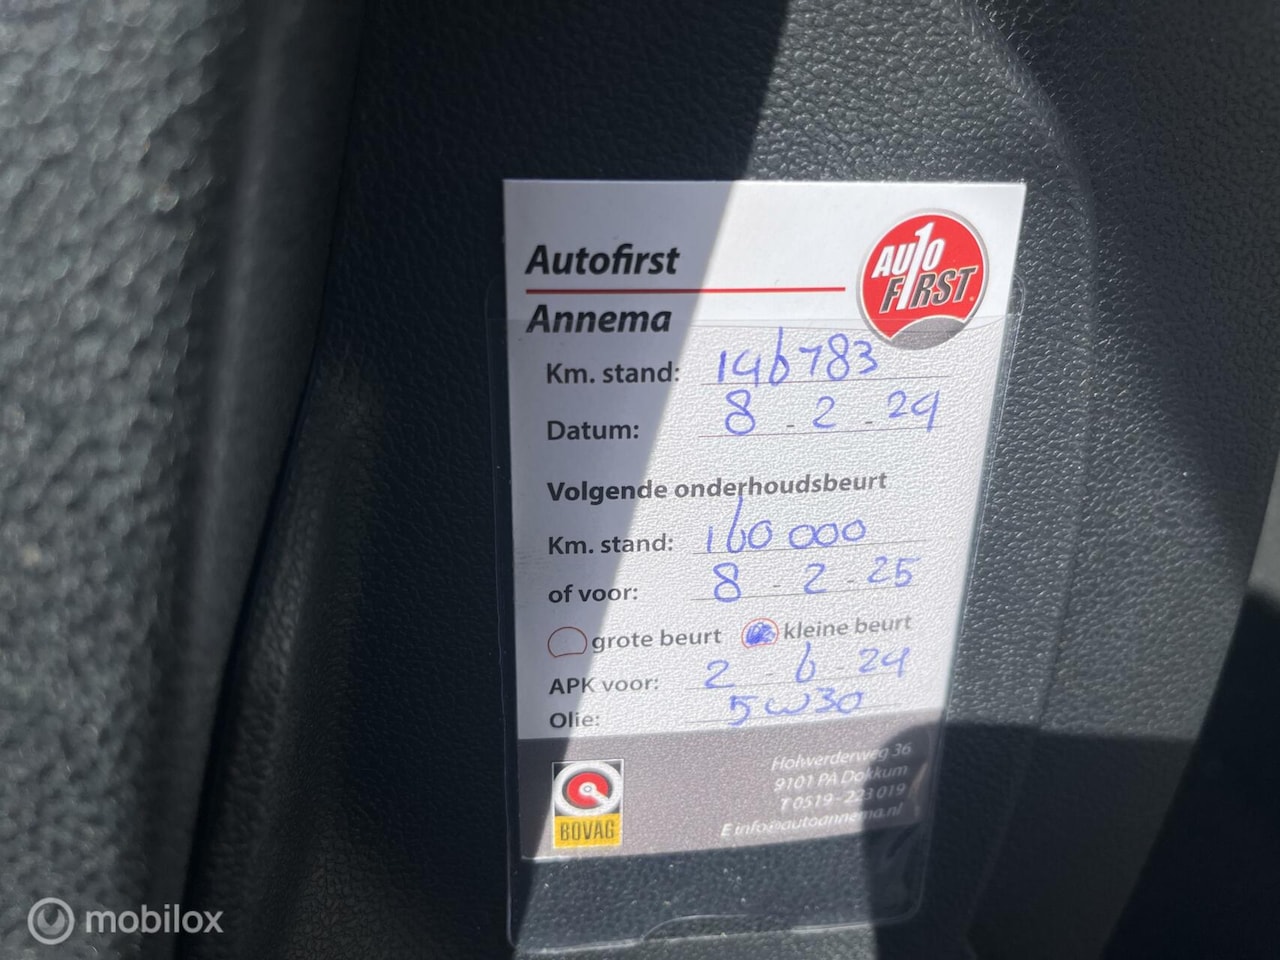 Autofirst
AUTO
FIRST
Annema
Km. stand: 146783
Datum: 8 - 2 - 24
Volgende onderhoudsbeurt
Km. stand: 160 000
of voor: 8 - 2 - 25
grote beurt kleine beurt
APK voor: 2 - 6 - 24
Olie: 5w30
Holwerderweg 36
9101 PA Dokkum
T 0519 - 223 019
E info@autoannema.nl
BOVAG
mobilox